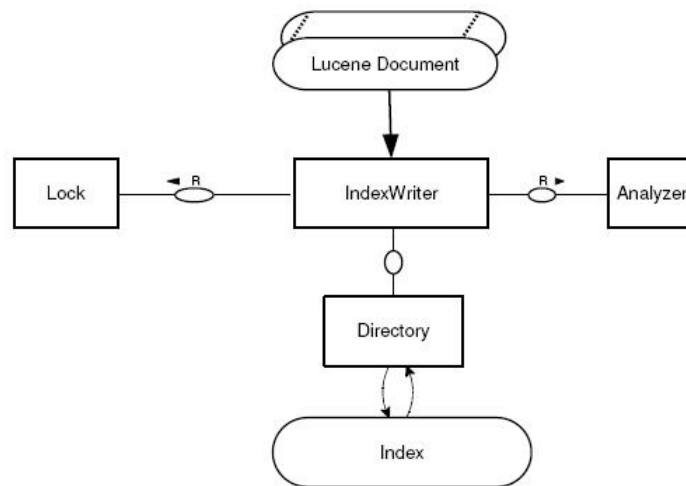 Lucene Document
R
R
Lock
IndexWriter
Analyzer
Directory
Index